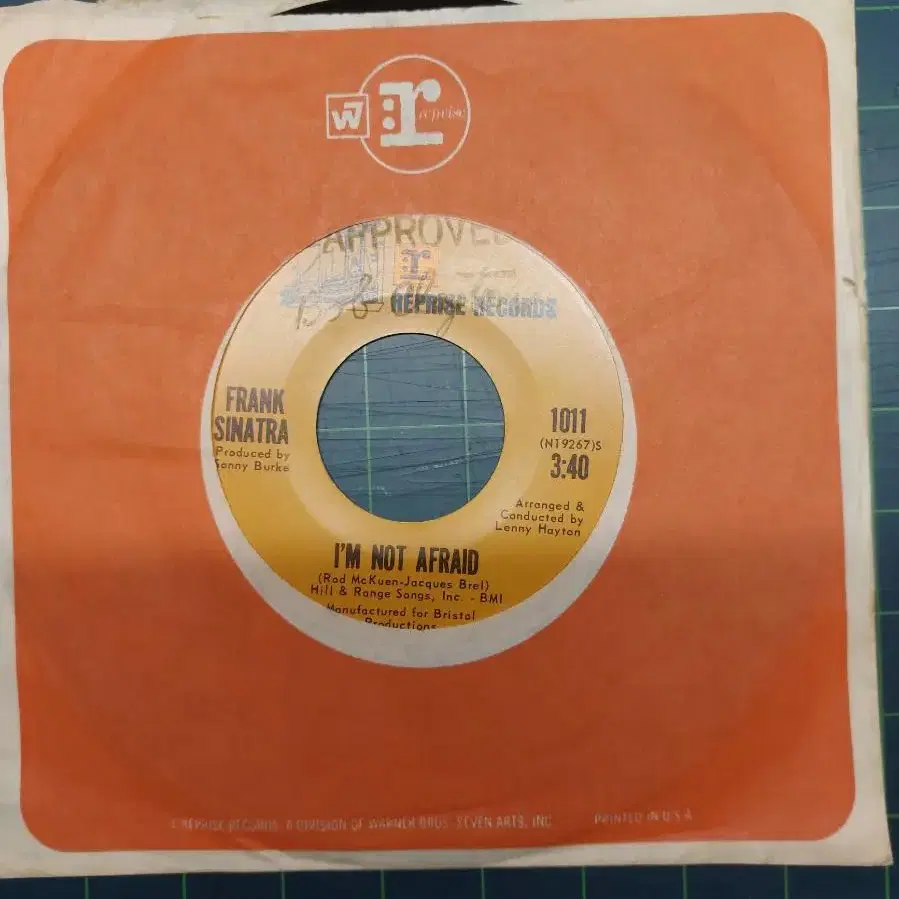 W7
r
reprise
APPROVED
r
REPRISE RECORDS
FRANK
SINATRA
Produced by
Sonny Burke
1011
(N19267)S
3:40
Arranged &
Conducted by
Lenny Hayton
I'M NOT AFRAID
(Rod McKuen-Jacques Brel)
Hill & Range Songs, Inc. - BMI
Manufactured for Bristol
Productions
REPRISE RECORDS, A DIVISION OF WARNER BROS.-SEVEN ARTS, INC.
PRINTED IN U.S.A.